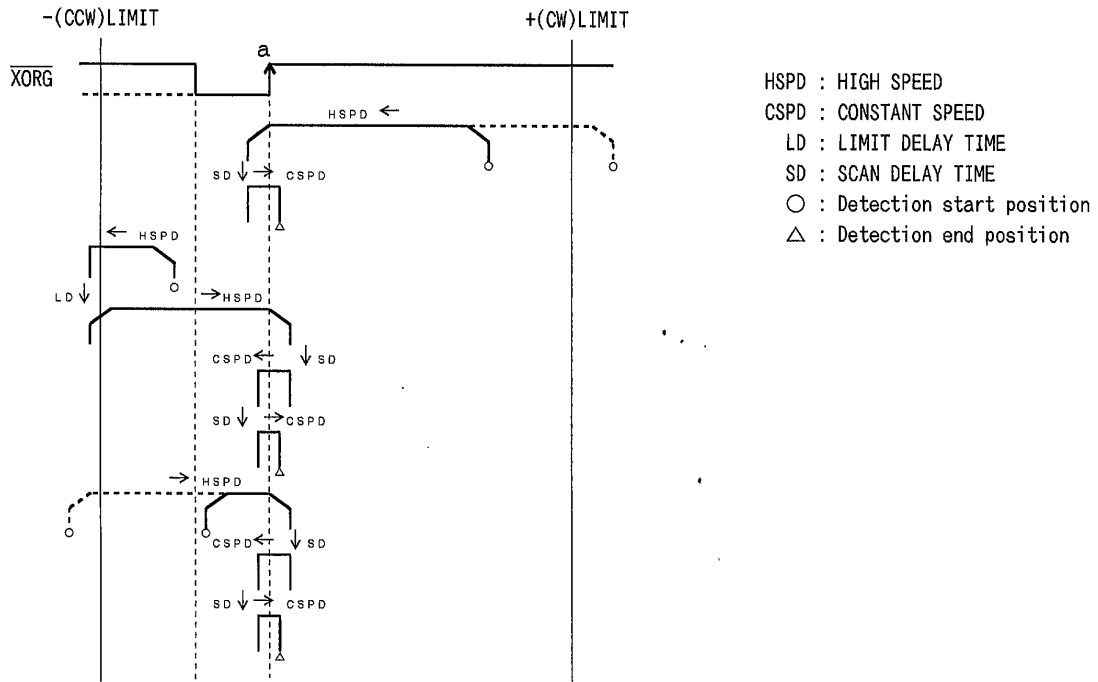 -(CCW)LIMIT
+(CW)LIMIT
a
XORG
HSPD
SD
CSPD
HSPD
LD
HSPD
CSPD
SD
SD
CSPD
HSPD
CSPD
SD
SD
CSPD
HSPD : HIGH SPEED
CSPD : CONSTANT SPEED
LD : LIMIT DELAY TIME
SD : SCAN DELAY TIME
○ : Detection start position
△ : Detection end position